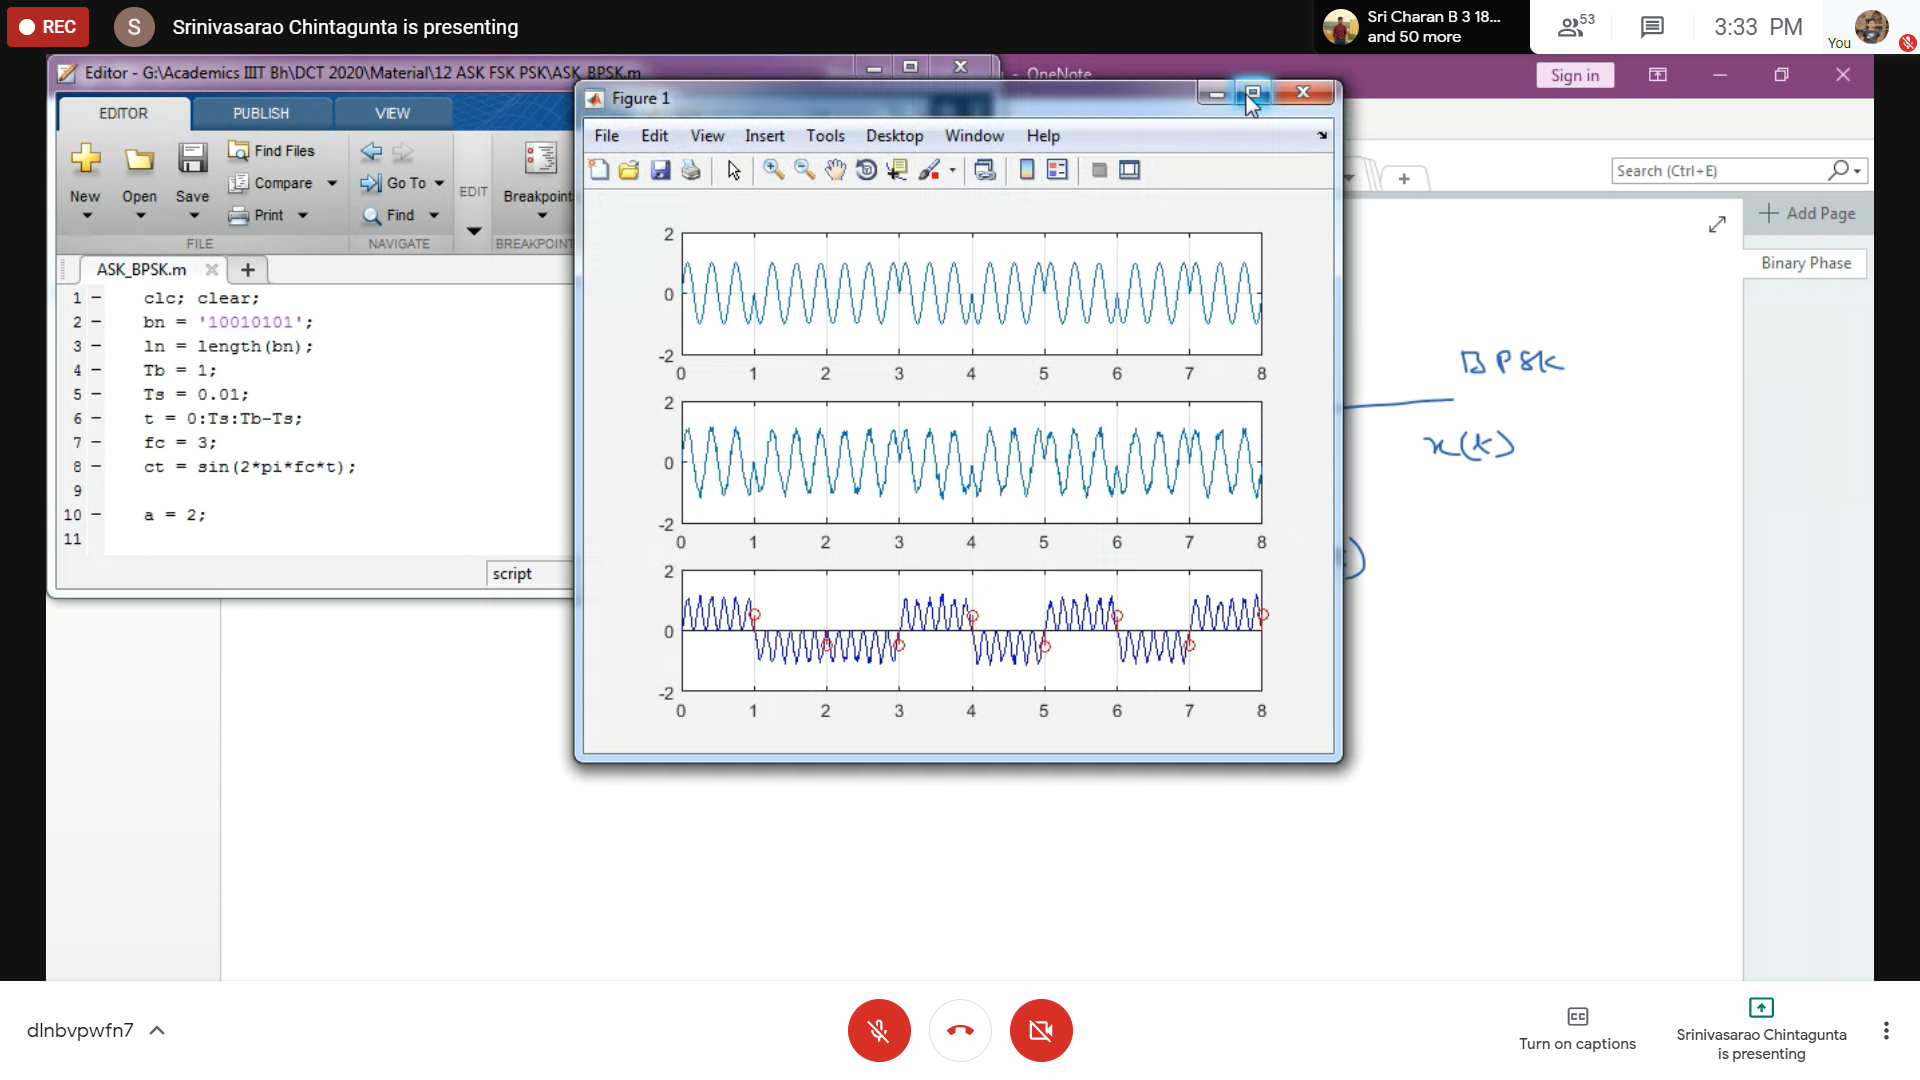 REC
S
Srinivasarao Chintagunta is presenting
Sri Charan B 3 18...
and 50 more
53
3:33 PM
You
Editor - G:\Academics IIIT Bh\DCT 2020\Material\12 ASK FSK PSK\ASK_BPSK.m
- OneNote
Sign in
EDITOR
PUBLISH
VIEW
New
Open
Save
Find Files
Compare
Print
FILE
Go To
Find
NAVIGATE
EDIT
Breakpoint
BREAKPOINT
ASK_BPSK.m
1 clc; clear;
2 bn = '10010101';
3 ln = length(bn);
4 Tb = 1;
5 Ts = 0.01;
6 t = 0:Ts:Tb-Ts;
7 fc = 3;
8 ct = sin(2*pi*fc*t);
9
10 a = 2;
11
script
Figure 1
File Edit View Insert Tools Desktop Window Help
2
0
-2
0 1 2 3 4 5 6 7 8
2
0
-2
0 1 2 3 4 5 6 7 8
2
0
-2
0 1 2 3 4 5 6 7 8
Search (Ctrl+E)
Add Page
Binary Phase
BPSK
x(t)
dlnbvpwfn7
Turn on captions
Srinivasarao Chintagunta
is presenting